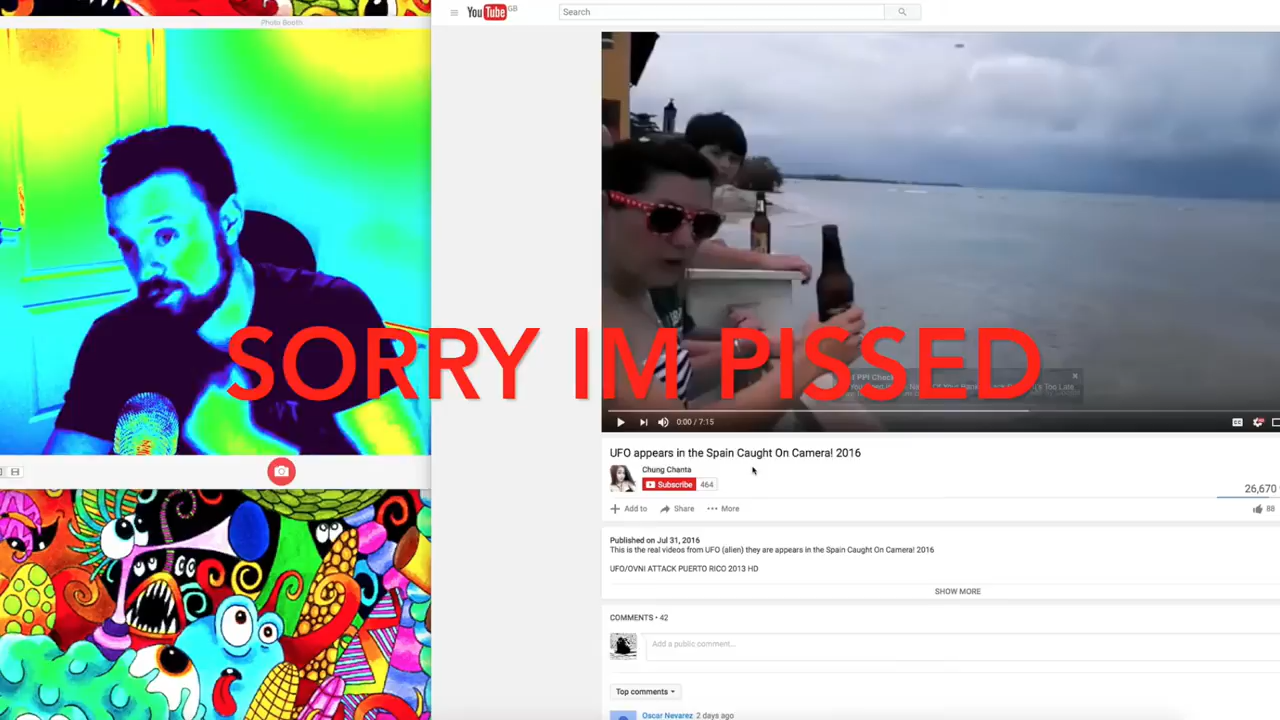 Photo Booth
YouTube GB
Search
SORRY IM PISSED
0:00 / 7:15
UFO appears in the Spain Caught On Camera! 2016
Chung Chanta
Subscribe 464
26,670
Add to Share More
88
Published on Jul 31, 2016
This is the real videos from UFO (alien) they are appears in the Spain Caught On Camera! 2016
UFO/OVNI ATTACK PUERTO RICO 2013 HD
SHOW MORE
COMMENTS • 42
Add a public comment...
Top comments
Oscar Nevarez 2 days ago